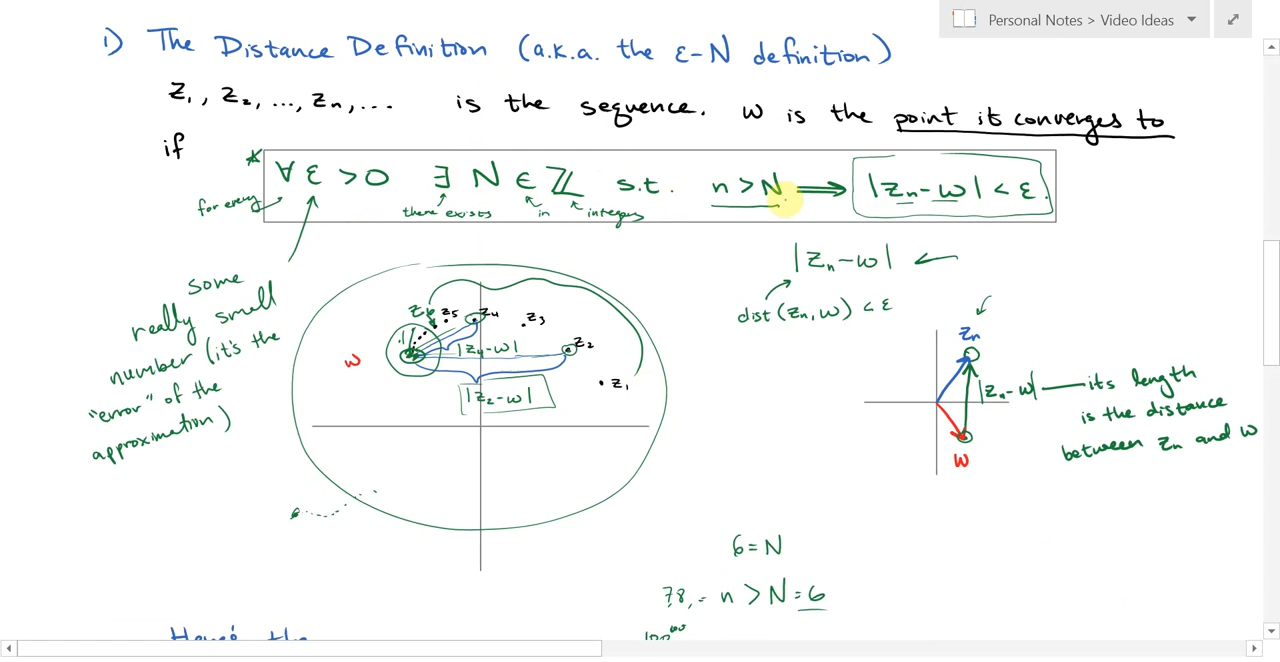 Personal Notes > Video Ideas
i) The Distance Definition (a.k.a. the ε-N definition)
z₁, z₂, ..., zₙ, ... is the sequence. w is the point it converges to
if
* ∀ ε > 0 ∃ N ∈ ℤ s.t. n > N ⟹ |zₙ - w| < ε.
for every there exists in integers
|zₙ - w| ←
dist(zₙ, w) < ε
some
really small
number (it's the
"error" of the
approximation)
z₆ z₅ z₄
z₃
z₂
z₁
w
|z₄ - w|
|z₂ - w|
zₙ
|zₙ - w| — its length
is the distance
between zₙ and w
w
6 = N
7,8, n > N = 6
Here's the